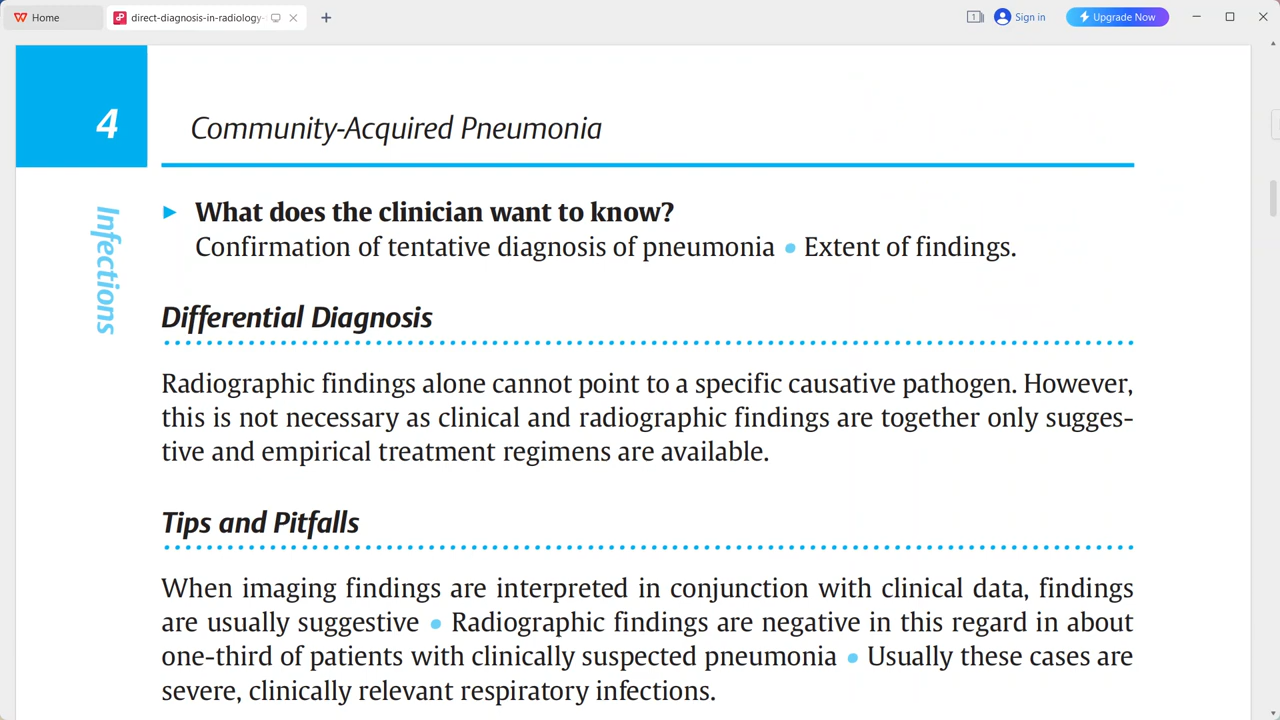 Home
direct-diagnosis-in-radiology-
1
Sign in
Upgrade Now
4
Community-Acquired Pneumonia
Infections
What does the clinician want to know?
Confirmation of tentative diagnosis of pneumonia • Extent of findings.
Differential Diagnosis
Radiographic findings alone cannot point to a specific causative pathogen. However,
this is not necessary as clinical and radiographic findings are together only sugges-
tive and empirical treatment regimens are available.
Tips and Pitfalls
When imaging findings are interpreted in conjunction with clinical data, findings
are usually suggestive • Radiographic findings are negative in this regard in about
one-third of patients with clinically suspected pneumonia • Usually these cases are
severe, clinically relevant respiratory infections.